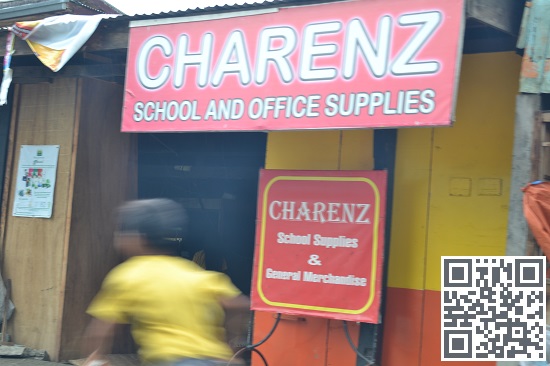 CHARENZ
SCHOOL AND OFFICE SUPPLIES
CHARENZ
School Supplies
&
General Merchandise